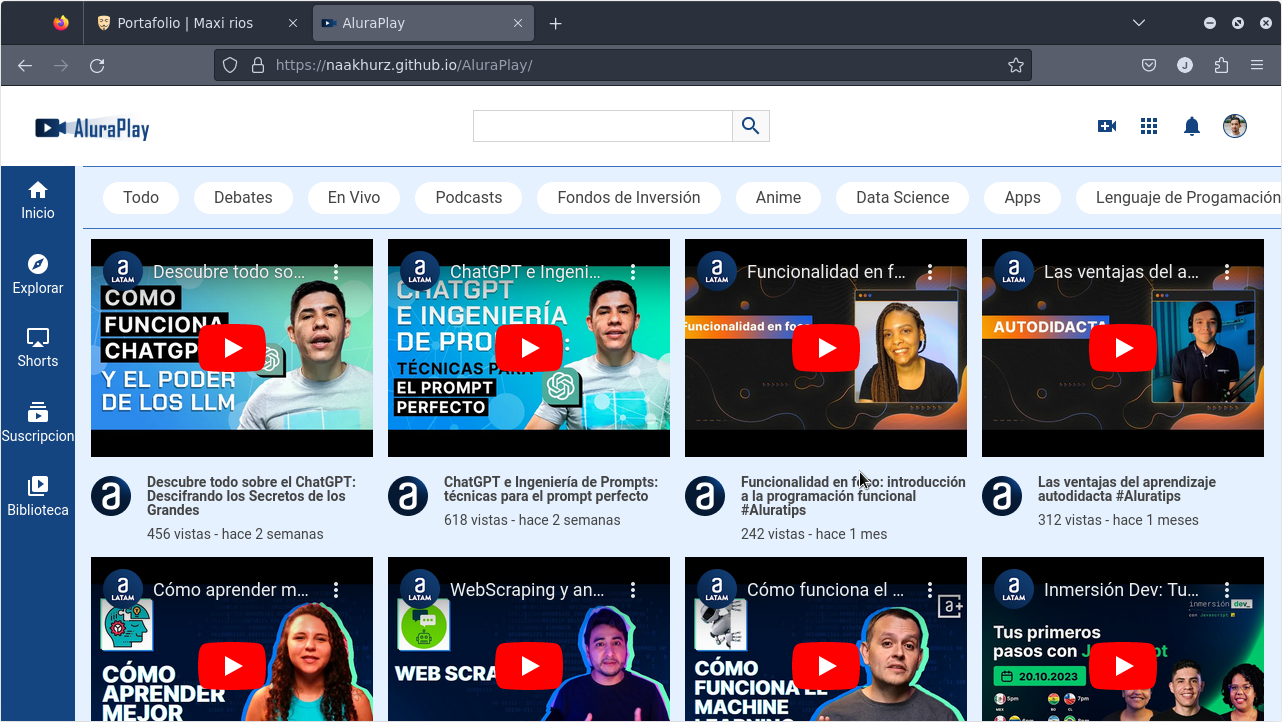 Portafolio | Maxi rios
AluraPlay
https://naakhurz.github.io/AluraPlay/
J
AluraPlay
Inicio
Explorar
Shorts
Suscripcion
Biblioteca
Todo
Debates
En Vivo
Podcasts
Fondos de Inversión
Anime
Data Science
Apps
Lenguaje de Progamación
a LATAM
Descubre todo so...
COMO
FUNCIONA
CHATGP
Y EL PODER
DE LOS LLM
a
Descubre todo sobre el ChatGPT:
Descifrando los Secretos de los
Grandes
456 vistas - hace 2 semanas
a LATAM
ChatGPT e Ingeni...
CHATGPT
E INGENIERÍA
DE PRO
TÉCNICAS PARA
EL PROMPT
PERFECTO
a
ChatGPT e Ingeniería de Prompts:
técnicas para el prompt perfecto
618 vistas - hace 2 semanas
a LATAM
Funcionalidad en f...
Funcionalidad en foc
a
Funcionalidad en foco: introducción
a la programación funcional
#Aluratips
242 vistas - hace 1 mes
a LATAM
Las ventajas del a...
AUTODIDACTA
a
Las ventajas del aprendizaje
autodidacta #Aluratips
312 vistas - hace 1 meses
a LATAM
Cómo aprender m...
CÓMO
APRENDER
MEJOR
a LATAM
WebScraping y an...
WEB SCRA
a LATAM
Cómo funciona el ...
a+
CÓMO
FUNCIONA EL
MACHINE
LEARNING
a LATAM
Inmersión Dev: Tu...
inmersión dev_
con Javascript
Tus primeros
pasos con JavaScript
20.10.2023
5pm
7pm